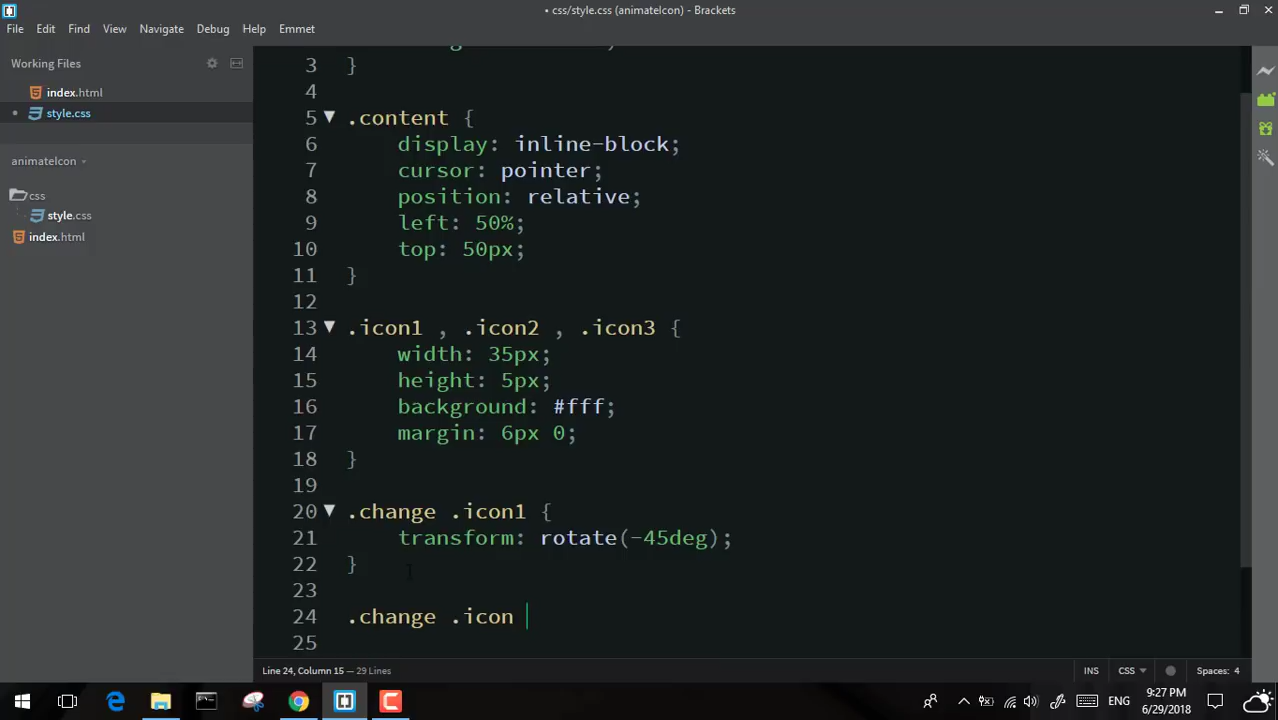 • css/style.css (animateIcon) - Brackets
File Edit Find View Navigate Debug Help Emmet
Working Files
index.html
• style.css
animateIcon
css
style.css
index.html
3 }
4
5 .content {
6 display: inline-block;
7 cursor: pointer;
8 position: relative;
9 left: 50%;
10 top: 50px;
11 }
12
13 .icon1 , .icon2 , .icon3 {
14 width: 35px;
15 height: 5px;
16 background: #fff;
17 margin: 6px 0;
18 }
19
20 .change .icon1 {
21 transform: rotate(-45deg);
22 }
23
24 .change .icon
25
Line 24, Column 15 — 29 Lines
INS CSS Spaces: 4
ENG 9:27 PM
6/29/2018